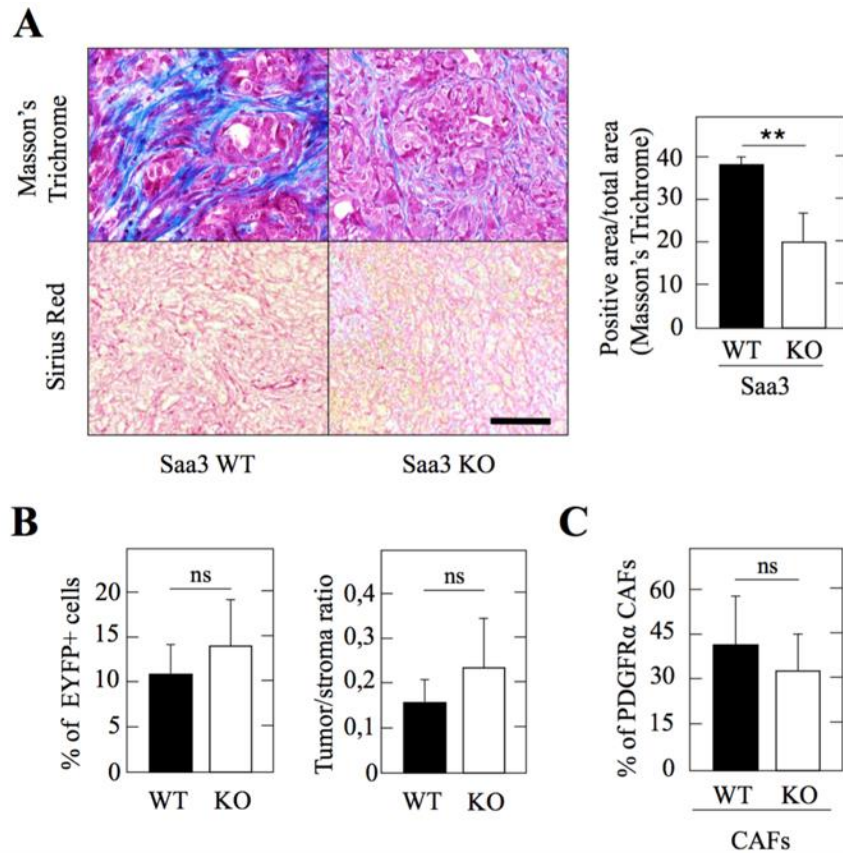 A
Masson's
Trichrome
Sirius Red
Saa3 WT
Saa3 KO
Positive area/total area
(Masson's Trichrome)
40
30
20
10
0
**
WT
KO
Saa3
B
% of EYFP+ cells
20
15
10
5
0
ns
WT
KO
Tumor/stroma ratio
0,4
0,3
0,2
0,1
0
ns
WT
KO
C
% of PDGFRα CAFs
60
45
30
15
0
ns
WT
KO
CAFs